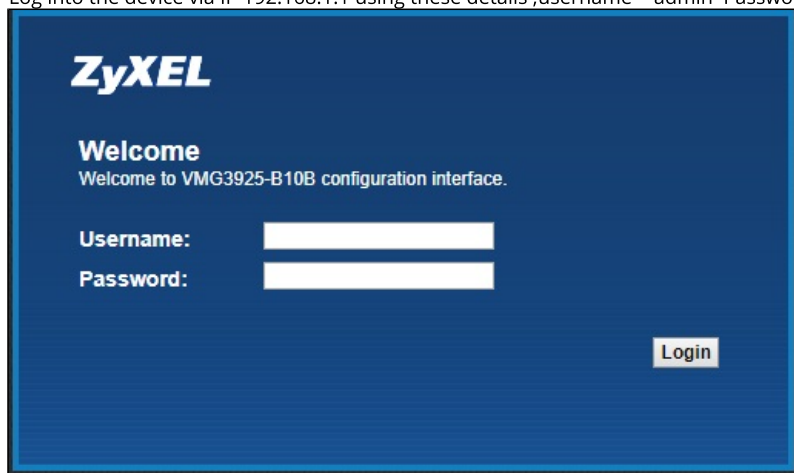 Log into the device via IP 192.168.1.1 using these details ,username – admin
ZyXEL
Welcome
Welcome to VMG3925-B10B configuration interface.
Username:
Password:
Login